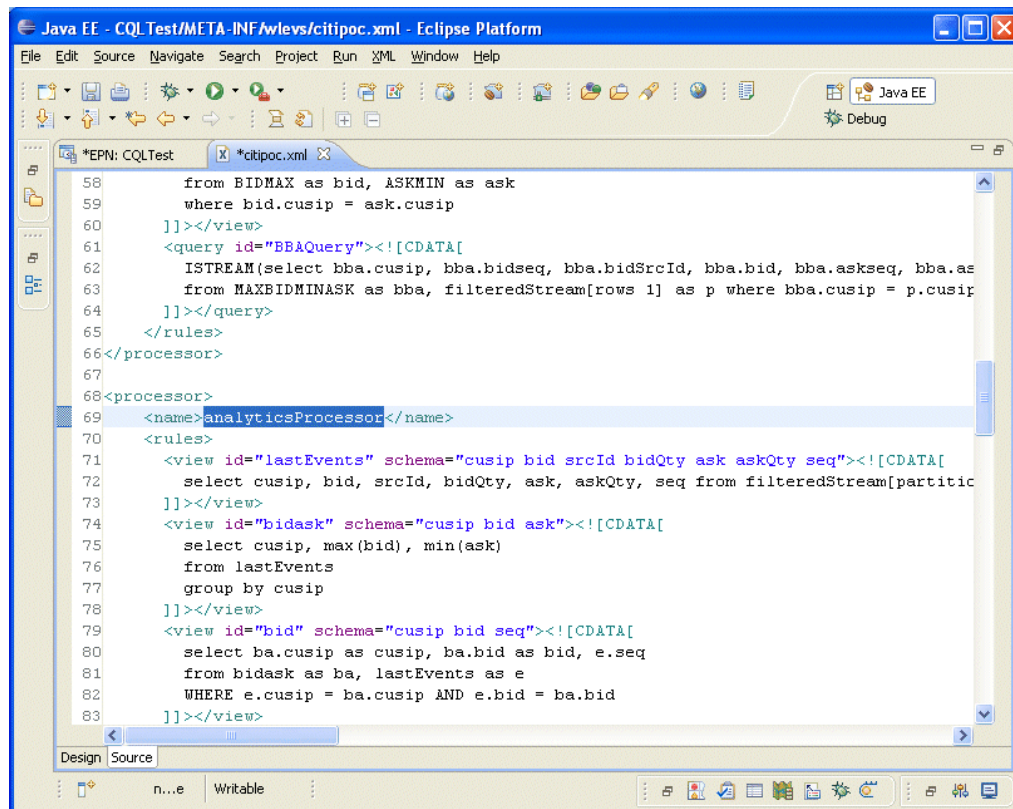 Java EE - CQLTest/META-INF/wlevs/citipoc.xml - Eclipse Platform
File Edit Source Navigate Search Project Run XML Window Help
Java EE
Debug
*EPN: CQLTest
*citipoc.xml
58 from BIDMAX as bid, ASKMIN as ask
59 where bid.cusip = ask.cusip
60 ]]></view>
61 <query id="BBAQuery"><![CDATA[
62 ISTREAM(select bba.cusip, bba.bidseq, bba.bidSrcId, bba.bid, bba.askseq, bba.as
63 from MAXBIDMINASK as bba, filteredStream[rows 1] as p where bba.cusip = p.cusip
64 ]]></query>
65 </rules>
66 </processor>
67
68 <processor>
69 <name>analyticsProcessor</name>
70 <rules>
71 <view id="lastEvents" schema="cusip bid srcId bidQty ask askQty seq"><![CDATA[
72 select cusip, bid, srcId, bidQty, ask, askQty, seq from filteredStream[partitic
73 ]]></view>
74 <view id="bidask" schema="cusip bid ask"><![CDATA[
75 select cusip, max(bid), min(ask)
76 from lastEvents
77 group by cusip
78 ]]></view>
79 <view id="bid" schema="cusip bid seq"><![CDATA[
80 select ba.cusip as cusip, ba.bid as bid, e.seq
81 from bidask as ba, lastEvents as e
82 WHERE e.cusip = ba.cusip AND e.bid = ba.bid
83 ]]></view>
Design Source
n...e Writable